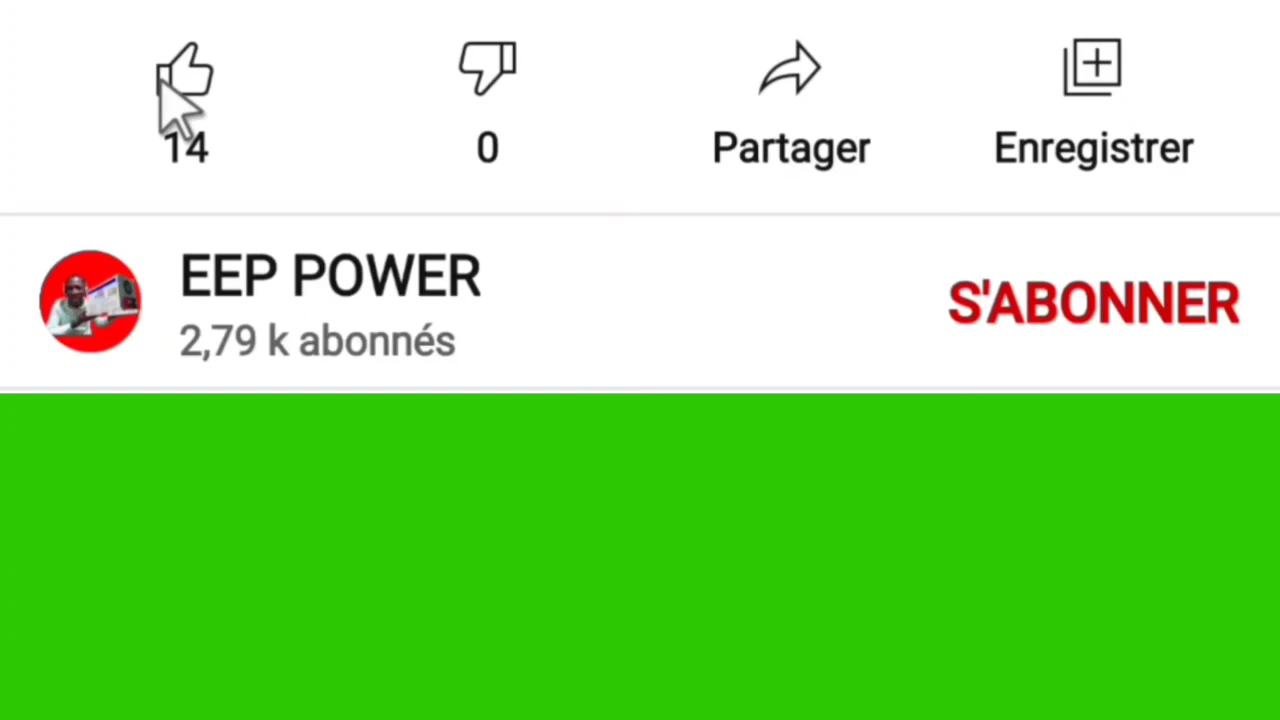 14
0
Partager
Enregistrer
EEP POWER
2,79 k abonnés
S'ABONNER